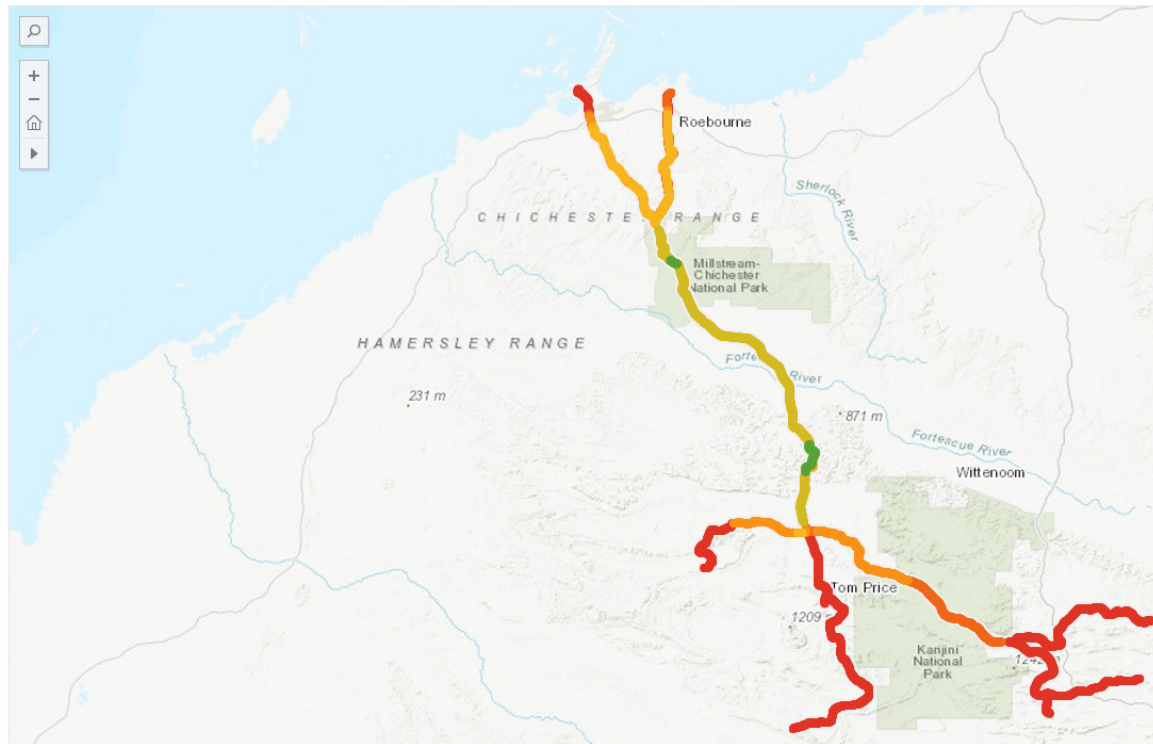 +
−
Roebourne
Sherlock River
CHICHESTE RANGE
Millstream-
Chichester
National Park
HAMERSLEY RANGE
River
231 m
871 m
Fortescue River
Wittenoom
Tom Price
1209
Karijini
National
Park
1242 m